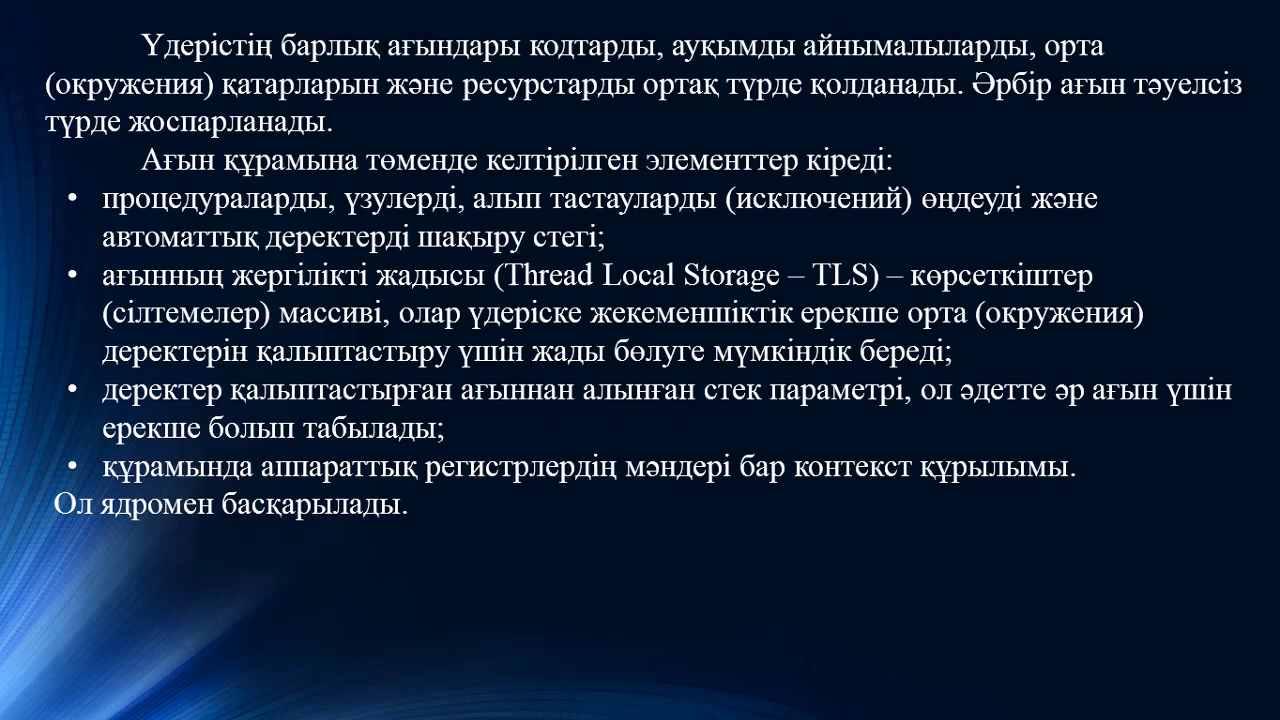 Үдерістің барлық ағындары кодтарды, ауқымды айнымалыларды, орта
(окружения) қатарларын және ресурстарды ортақ түрде қолданады. Әрбір ағын тәуелсіз
түрде жоспарланады.
Ағын құрамына төменде келтірілген элементтер кіреді:
• процедураларды, үзулерді, алып тастауларды (исключений) өңдеуді және
автоматтық деректерді шақыру стегі;
• ағынның жергілікті жадысы (Thread Local Storage – TLS) – көрсеткіштер
(сілтемелер) массиві, олар үдеріске жекеменшіктік ерекше орта (окружения)
деректерін қалыптастыру үшін жады бөлуге мүмкіндік береді;
• деректер қалыптастырған ағыннан алынған стек параметрі, ол әдетте әр ағын үшін
ерекше болып табылады;
• құрамында аппараттық регистрлердің мәндері бар контекст құрылымы.
Ол ядромен басқарылады.